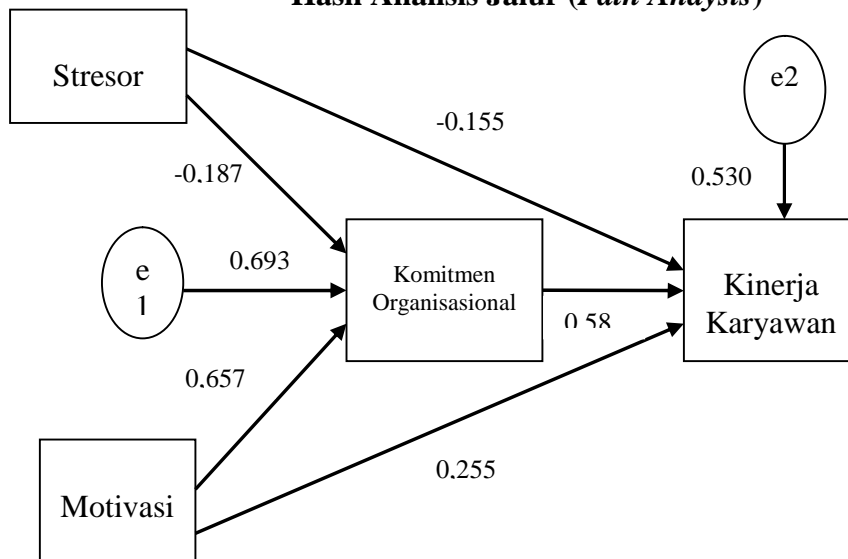 Hasil Analisis Jalur (Path Analysis)
Stresor
e2
-0,155
-0,187
0,530
e
1
0,693
Komitmen
Organisasional
Kinerja
Karyawan
0,58
0,657
0,255
Motivasi